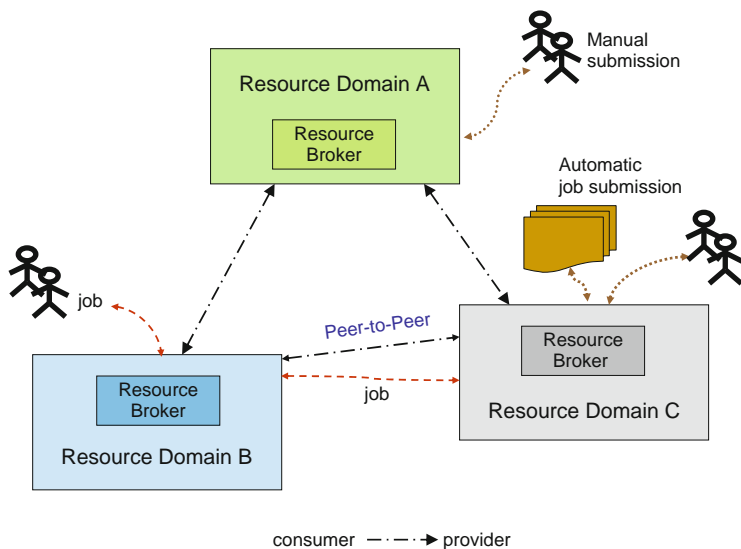 Manual
submission
Resource Domain A
Resource
Broker
Automatic
job submission
job
Peer-to-Peer
Resource
Broker
Resource
Broker
job
Resource Domain C
Resource Domain B
consumer
provider